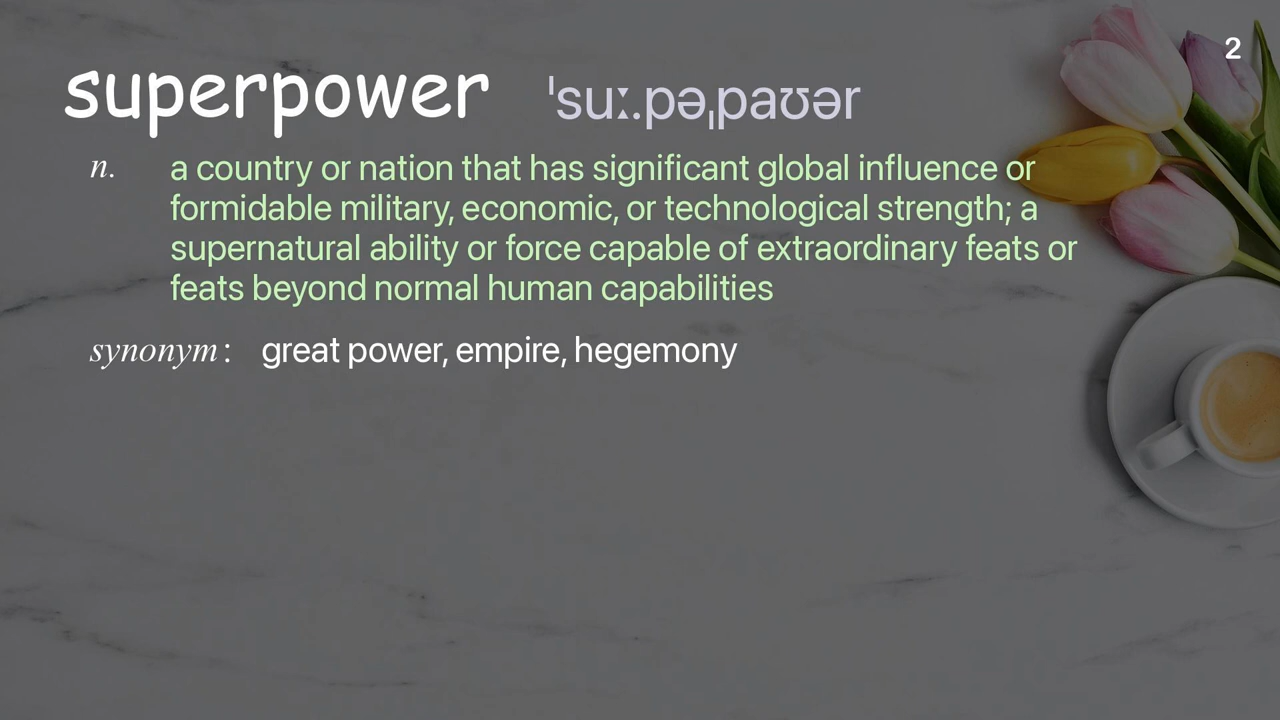 2
superpower ˈsuː.pəˌpaʊər
n. a country or nation that has significant global influence or
formidable military, economic, or technological strength; a
supernatural ability or force capable of extraordinary feats or
feats beyond normal human capabilities
synonym: great power, empire, hegemony